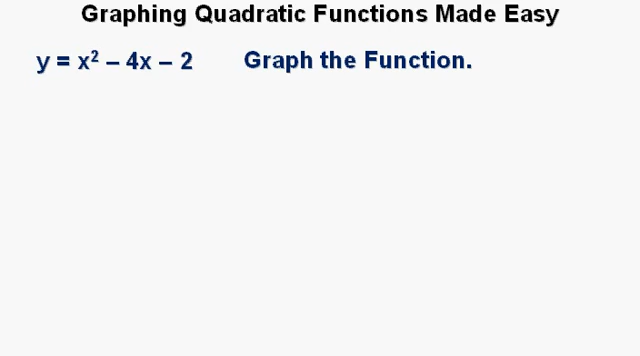 Graphing Quadratic Functions Made Easy
y = x² – 4x – 2 Graph the Function.